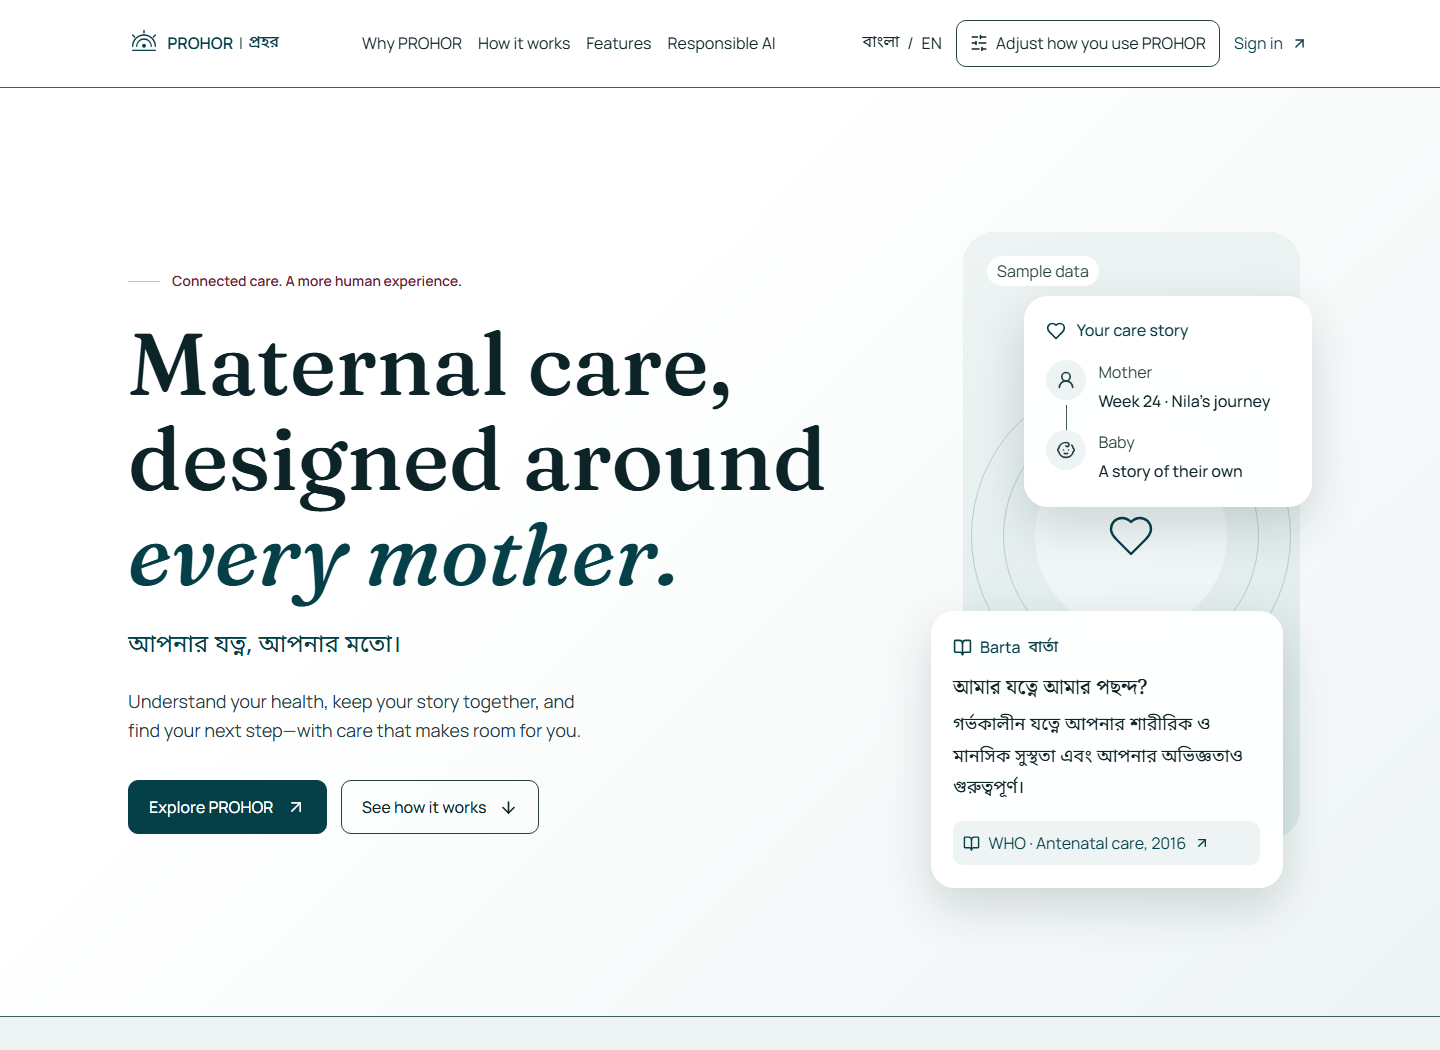 PROHOR | প্রহর
Why PROHOR How it works Features Responsible AI
বাংলা / EN
Adjust how you use PROHOR
Sign in
Connected care. A more human experience.
Maternal care,
designed around
every mother.
আপনার যত্ন, আপনার মতো।
Understand your health, keep your story together, and
find your next step—with care that makes room for you.
Explore PROHOR
See how it works
Sample data
Your care story
Mother
Week 24 · Nila’s journey
Baby
A story of their own
Barta বার্তা
আমার যত্নে আমার পছন্দ?
গর্ভকালীন যত্নে আপনার শারীরিক ও
মানসিক সুস্থতা এবং আপনার অভিজ্ঞতাও
গুরুত্বপূর্ণ।
WHO · Antenatal care, 2016